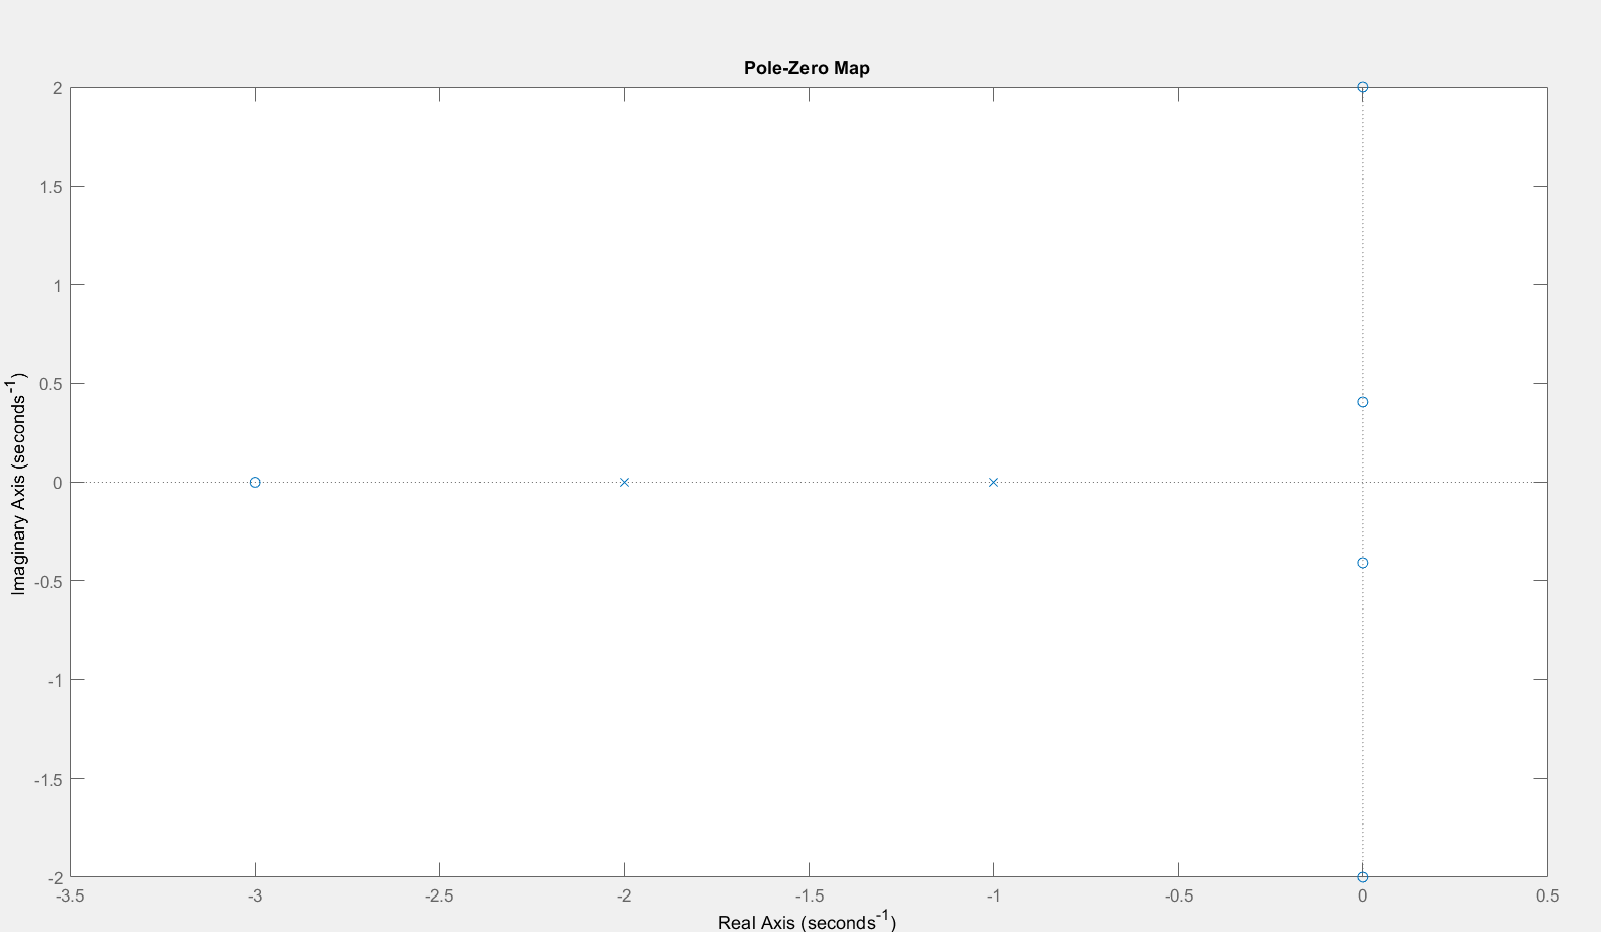 Pole-Zero Map
2
1.5
1
0.5
0
-0.5
-1
-1.5
-2
Imaginary Axis (seconds⁻¹)
-3.5 -3 -2.5 -2 -1.5 -1 -0.5 0 0.5
Real Axis (seconds⁻¹)